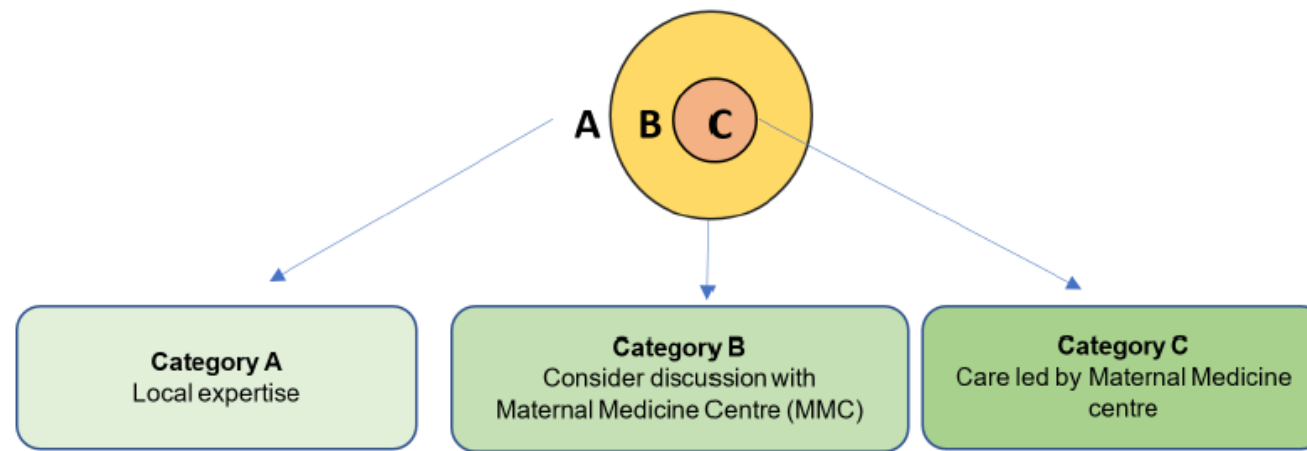 A B C
Category A
Local expertise
Category B
Consider discussion with
Maternal Medicine Centre (MMC)
Category C
Care led by Maternal Medicine
centre